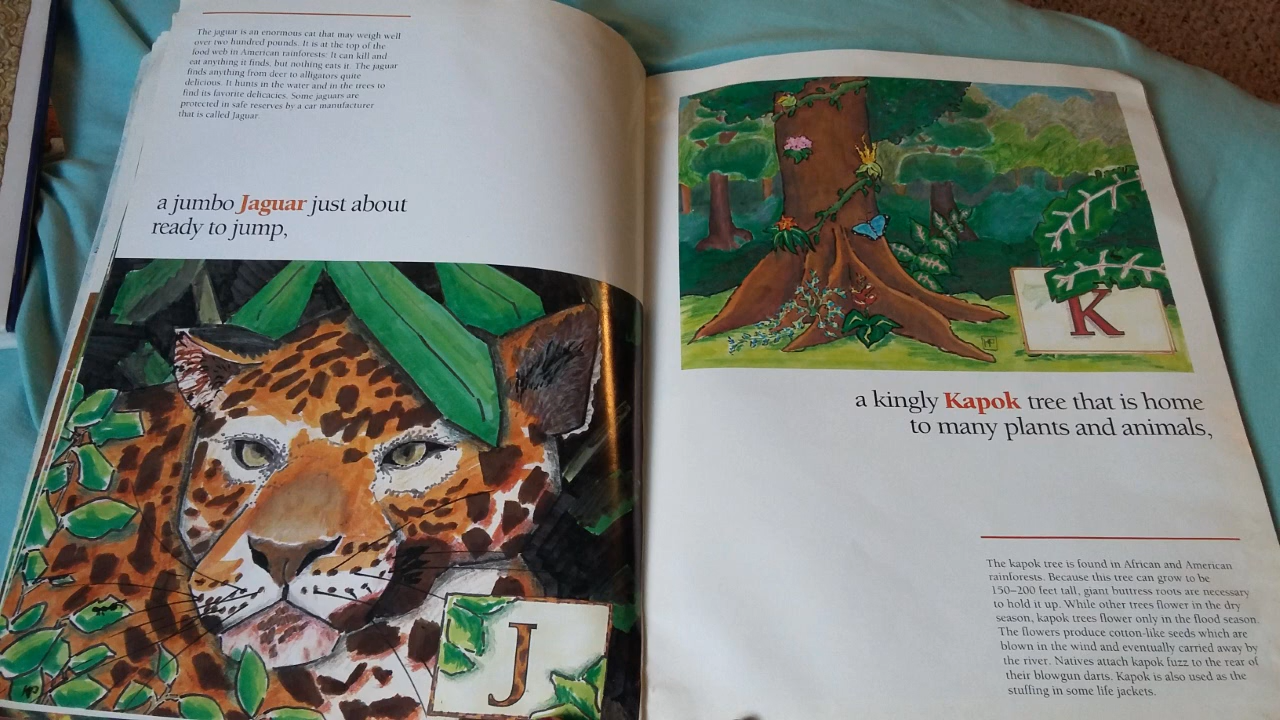 The jaguar is an enormous cat that may weigh well
over two hundred pounds. It is at the top of the
food web in American rainforests: It can kill and
eat anything it finds, but nothing eats it. The jaguar
finds anything from deer to alligators quite
delicious. It hunts in the water and in the trees to
find its favorite delicacies. Some jaguars are
protected in safe reserves by a car manufacturer
that is called Jaguar.
a jumbo Jaguar just about
ready to jump,
J
K
a kingly Kapok tree that is home
to many plants and animals,
The kapok tree is found in African and American
rainforests. Because this tree can grow to be
150–200 feet tall, giant buttress roots are necessary
to hold it up. While other trees flower in the dry
season, kapok trees flower only in the flood season.
The flowers produce cotton-like seeds which are
blown in the wind and eventually carried away by
the river. Natives attach kapok fuzz to the rear of
their blowgun darts. Kapok is also used as the
stuffing in some life jackets.